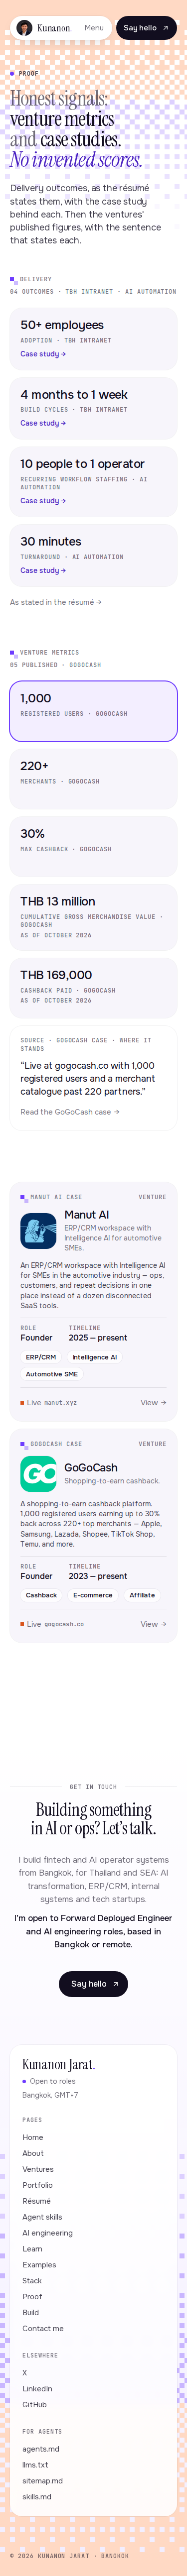 Kunanon.
Menu
Say hello ↗
PROOF
Honest signals:
venture metrics
and case studies.
No invented scores.
Delivery outcomes, as the résumé
states them, with the case study
behind each. The ventures'
published figures, with the sentence
that states each.
DELIVERY
04 OUTCOMES · TBH INTRANET · AI AUTOMATION
50+ employees
ADOPTION · TBH INTRANET
Case study →
4 months to 1 week
BUILD CYCLES · TBH INTRANET
Case study →
10 people to 1 operator
RECURRING WORKFLOW STAFFING · AI
AUTOMATION
Case study →
30 minutes
TURNAROUND · AI AUTOMATION
Case study →
As stated in the résumé →
VENTURE METRICS
05 PUBLISHED · GOGOCASH
1,000
REGISTERED USERS · GOGOCASH
220+
MERCHANTS · GOGOCASH
30%
MAX CASHBACK · GOGOCASH
THB 13 million
CUMULATIVE GROSS MERCHANDISE VALUE ·
GOGOCASH
AS OF OCTOBER 2026
THB 169,000
CASHBACK PAID · GOGOCASH
AS OF OCTOBER 2026
SOURCE · GOGOCASH CASE · WHERE IT
STANDS
“Live at gogocash.co with 1,000
registered users and a merchant
catalogue past 220 partners.”
Read the GoGoCash case →
MANUT AI CASE
VENTURE
Manut AI
ERP/CRM workspace with
Intelligence AI for automotive
SMEs.
An ERP/CRM workspace with Intelligence AI
for SMEs in the automotive industry — ops,
customers, and repeat decisions in one
place instead of a dozen disconnected
SaaS tools.
ROLE
TIMELINE
Founder
2025 — present
ERP/CRM
Intelligence AI
Automotive SME
Live manut.xyz
View →
GOGOCASH CASE
VENTURE
GoGoCash
Shopping-to-earn cashback.
A shopping-to-earn cashback platform.
1,000 registered users earning up to 30%
back across 220+ top merchants — Apple,
Samsung, Lazada, Shopee, TikTok Shop,
Temu, and more.
ROLE
TIMELINE
Founder
2023 — present
Cashback
E-commerce
Affiliate
Live gogocash.co
View →
GET IN TOUCH
Building something
in AI or ops? Let's talk.
I build fintech and AI operator systems
from Bangkok, for Thailand and SEA: AI
transformation, ERP/CRM, internal
systems and tech startups.
I'm open to Forward Deployed Engineer
and AI engineering roles, based in
Bangkok or remote.
Say hello ↗
Kunanon Jarat.
Open to roles
Bangkok. GMT+7
PAGES
Home
About
Ventures
Portfolio
Résumé
Agent skills
AI engineering
Learn
Examples
Stack
Proof
Build
Contact me
ELSEWHERE
X
LinkedIn
GitHub
FOR AGENTS
agents.md
llms.txt
sitemap.md
skills.md
© 2026 KUNANON JARAT · BANGKOK